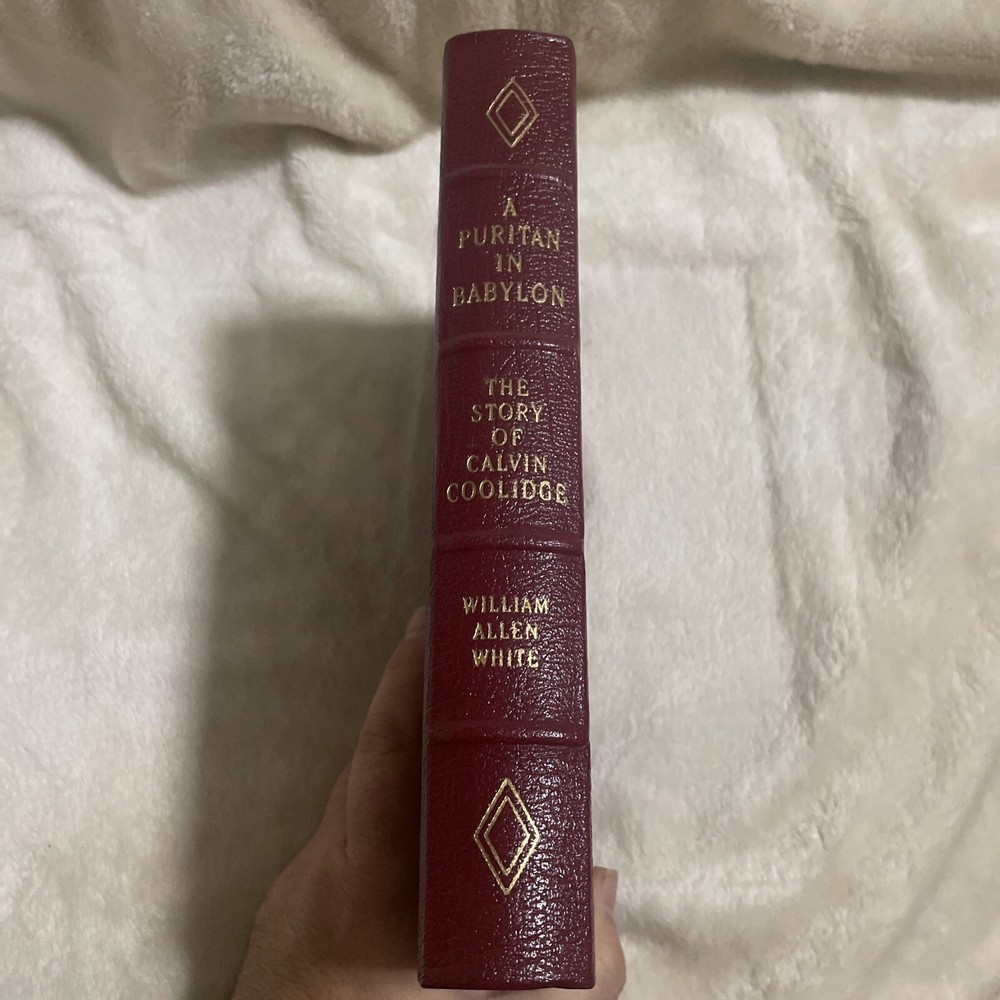 A
PURITAN
IN
BABYLON
THE
STORY
OF
CALVIN
COOLIDGE
WILLIAM
ALLEN
WHITE